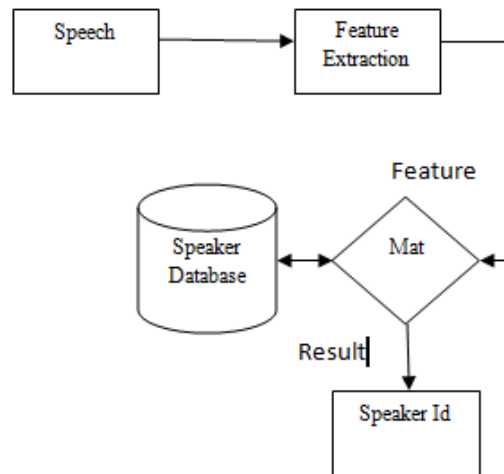 Speech
Feature
Extraction
Feature
Speaker
Database
Mat
Result
Speaker Id